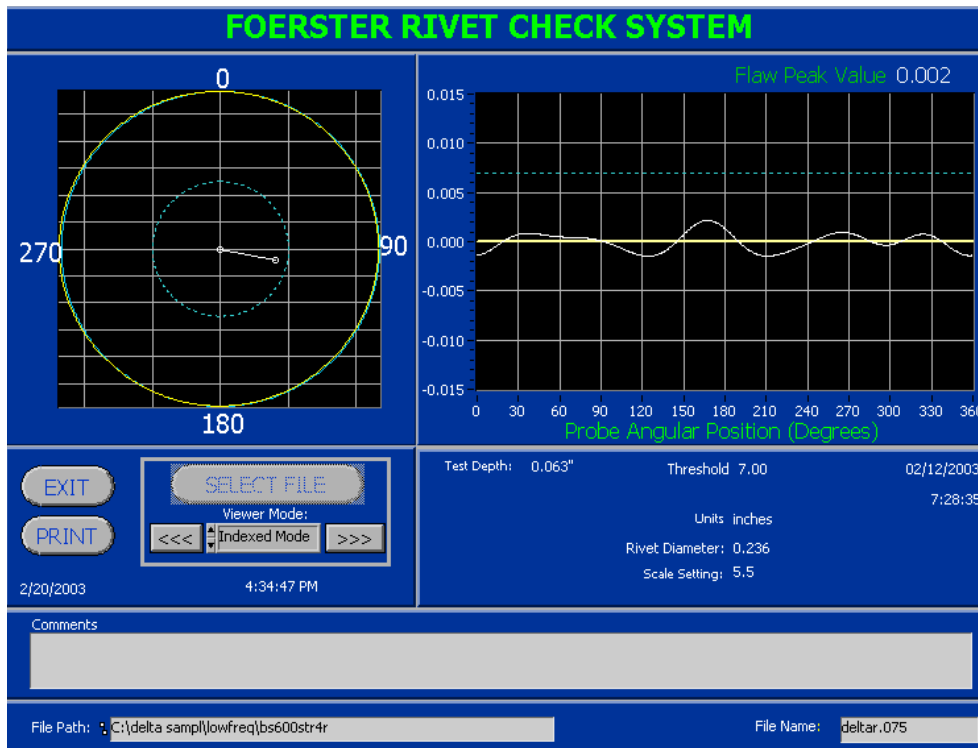 FOERSTER RIVET CHECK SYSTEM
0
270
90
180
Flaw Peak Value 0.002
0.015
0.010
0.005
0.000
-0.005
-0.010
-0.015
0 30 60 90 120 150 180 210 240 270 300 330 360
Probe Angular Position (Degrees)
EXIT
PRINT
SELECT FILE
Viewer Mode:
<<< Indexed Mode >>>
2/20/2003 4:34:47 PM
Test Depth: 0.063" Threshold 7.00 02/12/2003
7:28:35
Units inches
Rivet Diameter: 0.236
Scale Setting: 5.5
Comments
File Path: C:\delta sampl\lowfreq\bs600str4r File Name: deltar.075